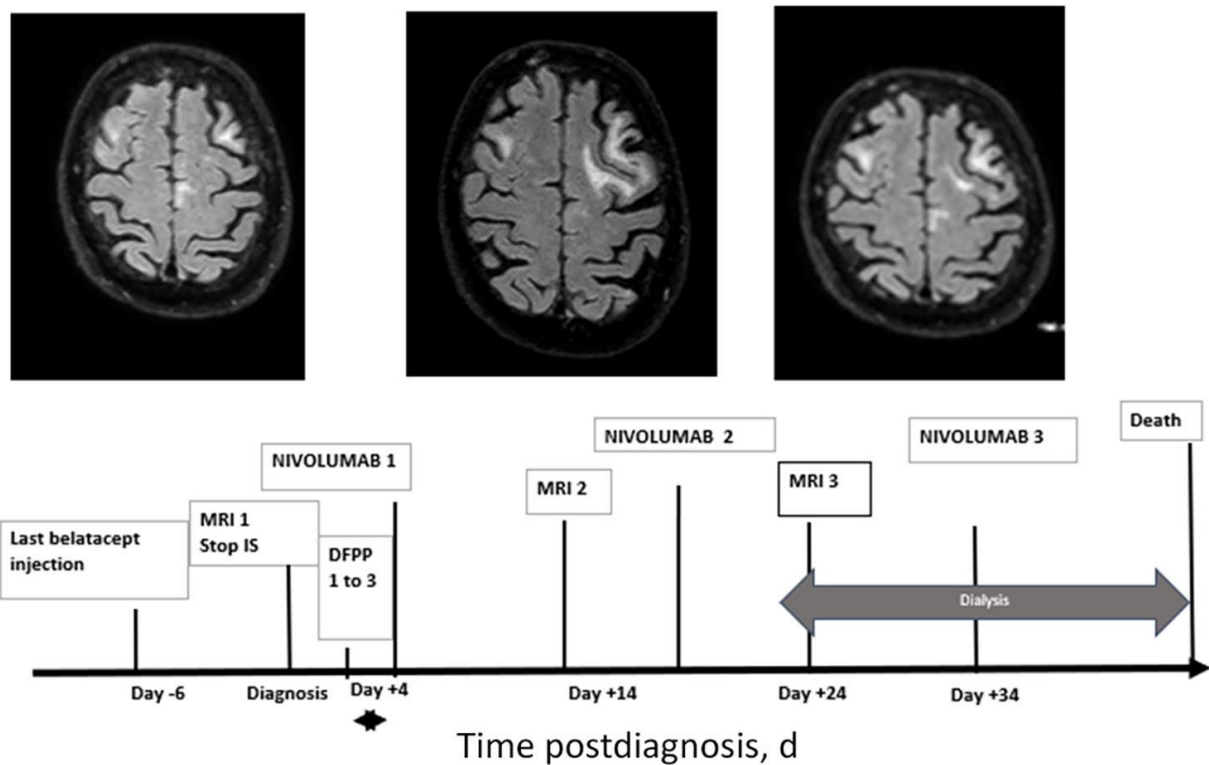 NIVOLUMAB 1
NIVOLUMAB 2
NIVOLUMAB 3
Death
Last belatacept
injection
MRI 1
Stop IS
DFPP
1 to 3
MRI 2
MRI 3
Dialysis
Day -6
Diagnosis
Day +4
Day +14
Day +24
Day +34
Time postdiagnosis, d